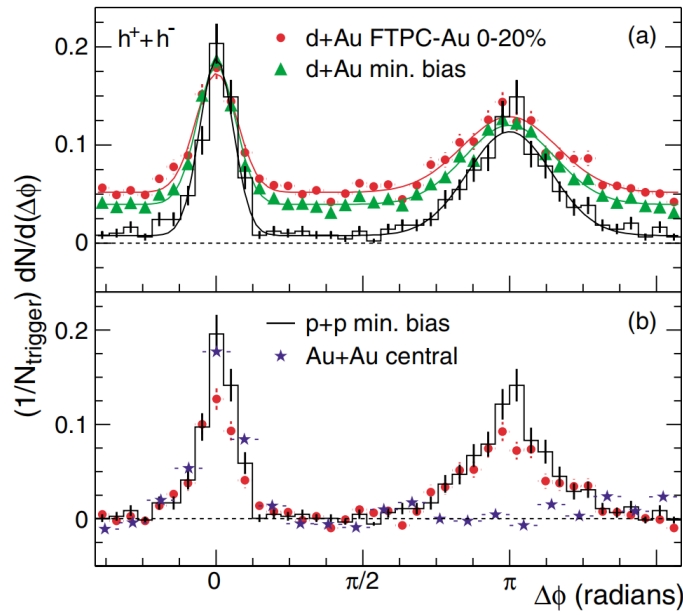 h⁺+h⁻
d+Au FTPC-Au 0-20%
(a)
d+Au min. bias
0.2
0.1
0
(1/N_trigger) dN/d(Δϕ)
p+p min. bias
(b)
Au+Au central
0.2
0.1
0
0
π/2
π
Δϕ (radians)